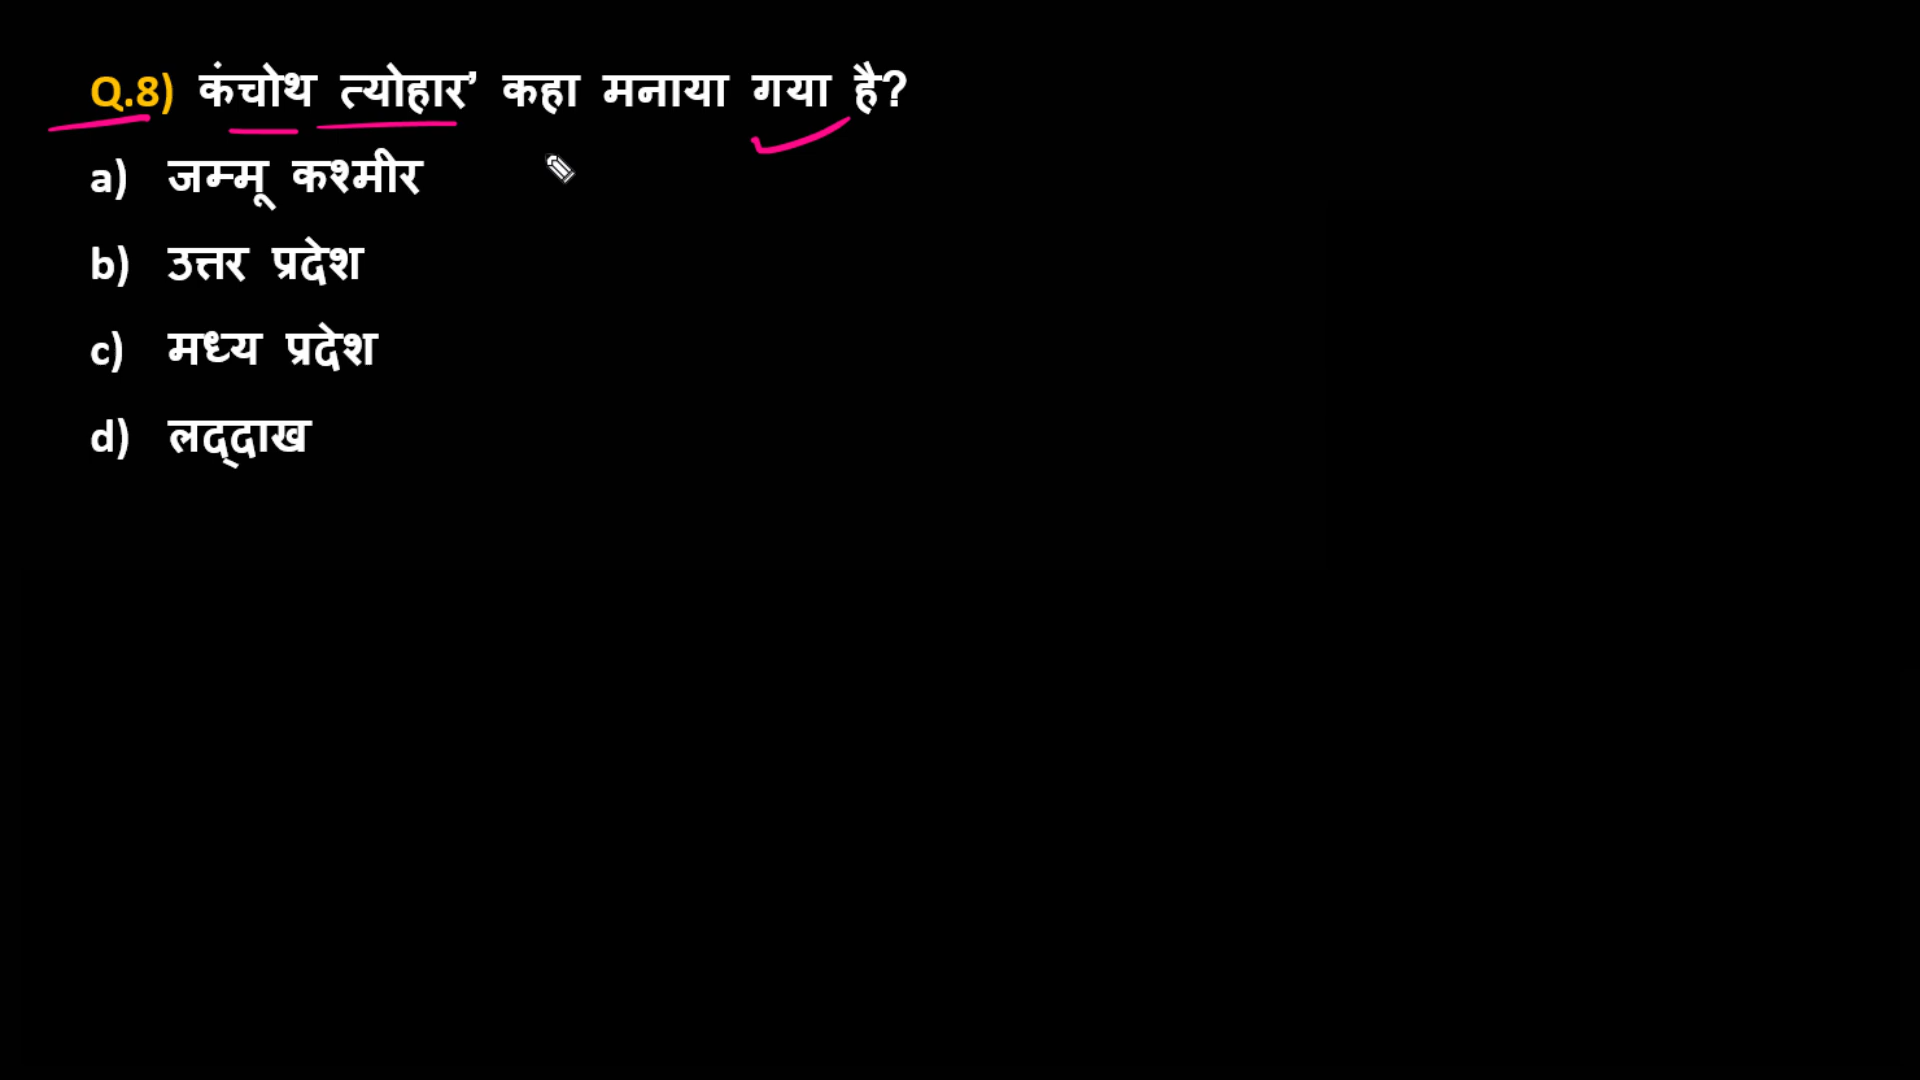 Q.8) कंचोथ त्योहार’ कहा मनाया गया है?
a) जम्मू कश्मीर
b) उत्तर प्रदेश
c) मध्य प्रदेश
d) लद्दाख